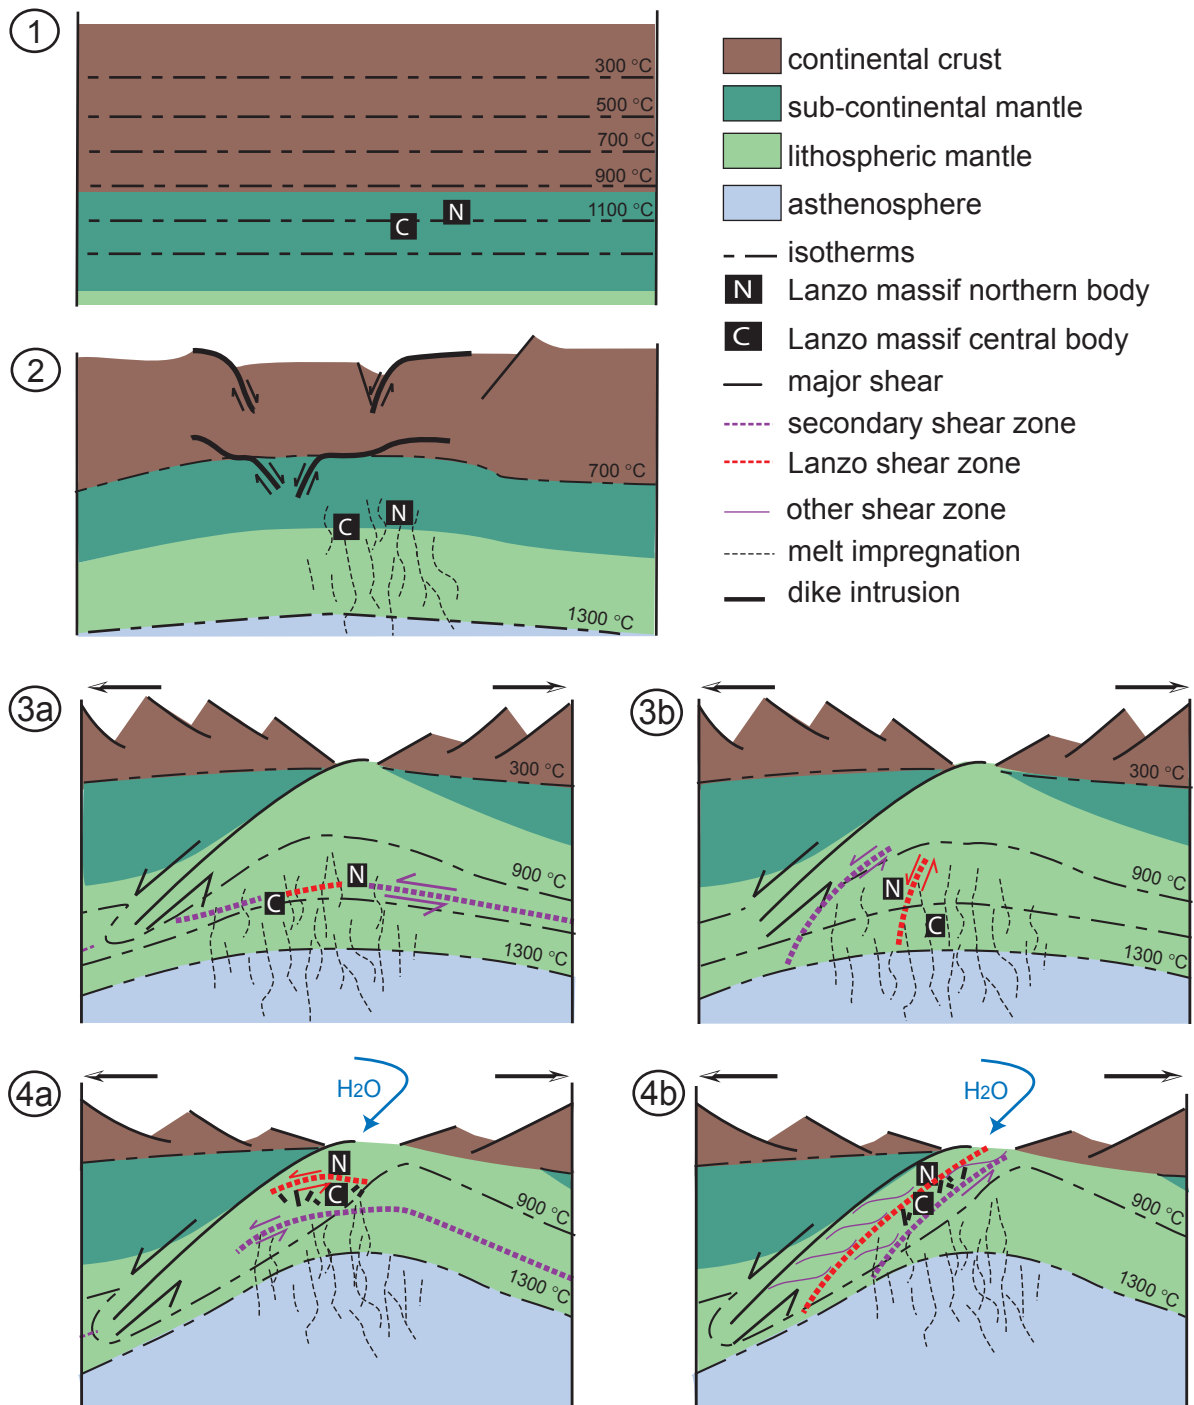 1
300 °C
500 °C
700 °C
900 °C
1100 °C
N
C
continental crust
sub-continental mantle
lithospheric mantle
asthenosphere
isotherms
N Lanzo massif northern body
C Lanzo massif central body
major shear
secondary shear zone
Lanzo shear zone
other shear zone
melt impregnation
dike intrusion
2
700 °C
N
C
1300 °C
3a
300 °C
900 °C
N
C
1300 °C
3b
300 °C
900 °C
N
C
1300 °C
4a
H2O
N
C
900°C
1300 °C
4b
H2O
N
C
900°C
1300 °C